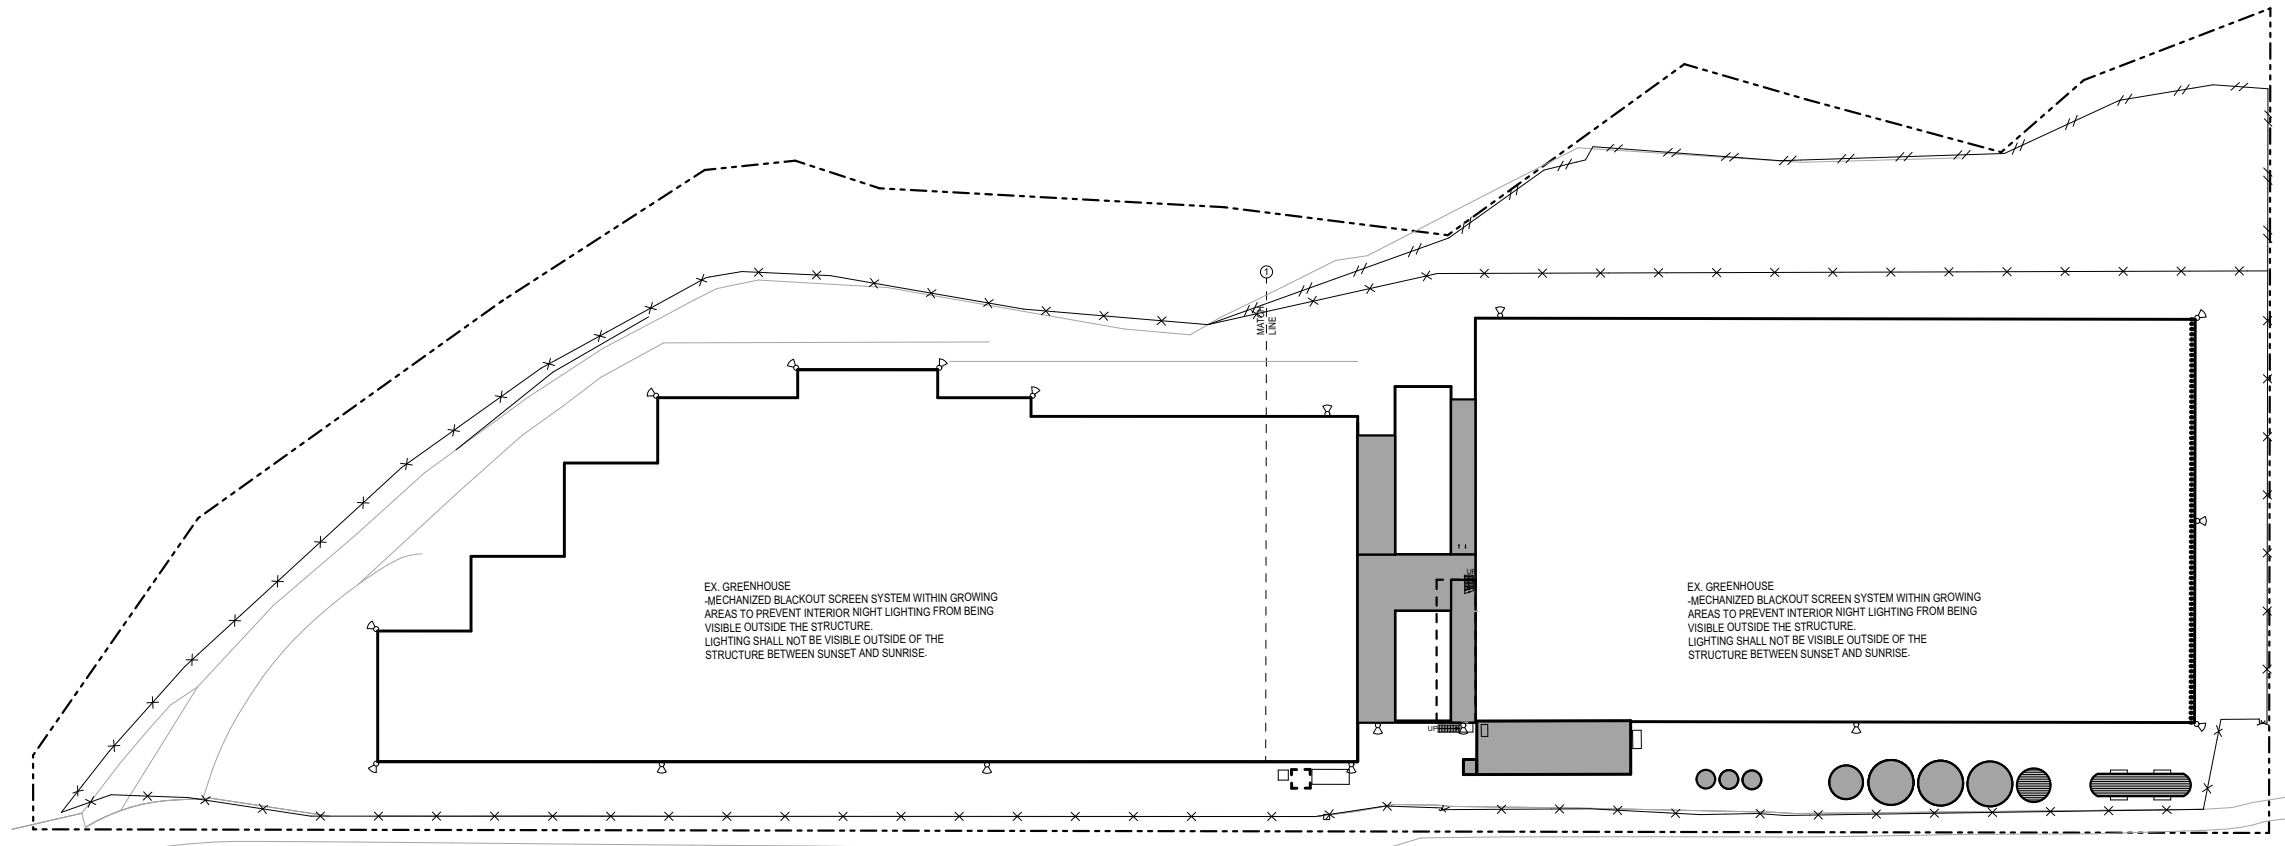 1
MATCH
LINE
EX. GREENHOUSE
-MECHANIZED BLACKOUT SCREEN SYSTEM WITHIN GROWING
AREAS TO PREVENT INTERIOR NIGHT LIGHTING FROM BEING
VISIBLE OUTSIDE THE STRUCTURE.
LIGHTING SHALL NOT BE VISIBLE OUTSIDE OF THE
STRUCTURE BETWEEN SUNSET AND SUNRISE.
UP
UP
EX. GREENHOUSE
-MECHANIZED BLACKOUT SCREEN SYSTEM WITHIN GROWING
AREAS TO PREVENT INTERIOR NIGHT LIGHTING FROM BEING
VISIBLE OUTSIDE THE STRUCTURE.
LIGHTING SHALL NOT BE VISIBLE OUTSIDE OF THE
STRUCTURE BETWEEN SUNSET AND SUNRISE.